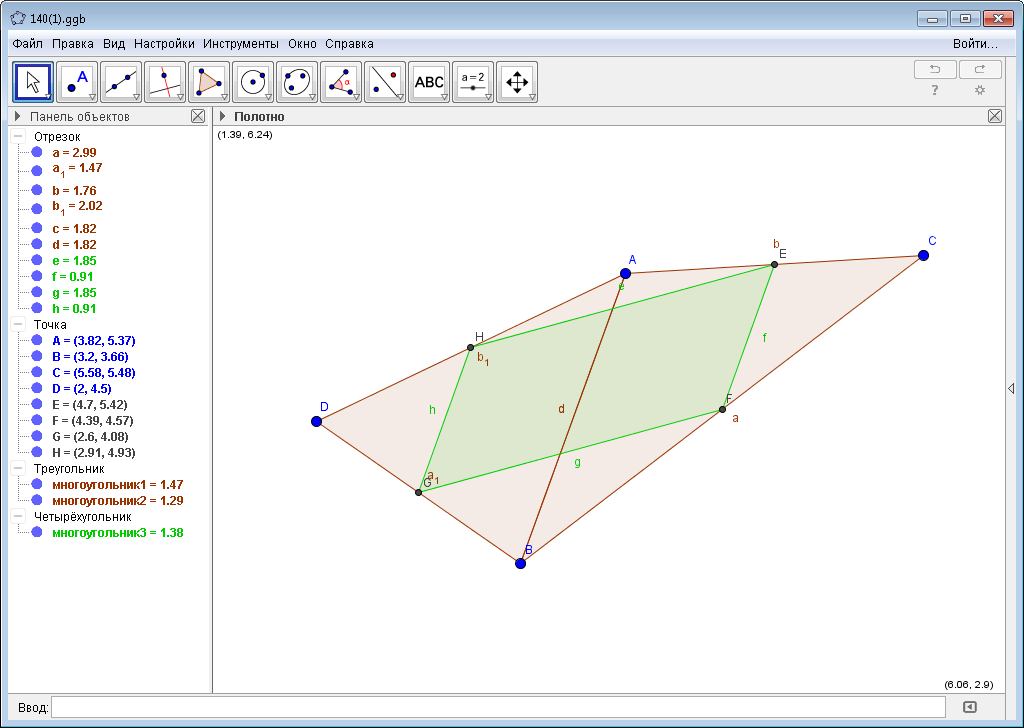 140(1).ggb
Файл Правка Вид Настройки Инструменты Окно Справка Войти...
A ABC a = 2 ?
Панель объектов
Полотно
Отрезок
a = 2.99
a₁ = 1.47
b = 1.76
b₁ = 2.02
c = 1.82
d = 1.82
e = 1.85
f = 0.91
g = 1.85
h = 0.91
Точка
A = (3.82, 5.37)
B = (3.2, 3.66)
C = (5.58, 5.48)
D = (2, 4.5)
E = (4.7, 5.42)
F = (4.39, 4.57)
G = (2.6, 4.08)
H = (2.91, 4.93)
Треугольник
многоугольник1 = 1.47
многоугольник2 = 1.29
Четырёхугольник
многоугольник3 = 1.38
(1.39, 6.24)
C
b
E
A
e
H
f
b₁
F
D
h
d
a
g
a₁
G
B
(6.06, 2.9)
Ввод: